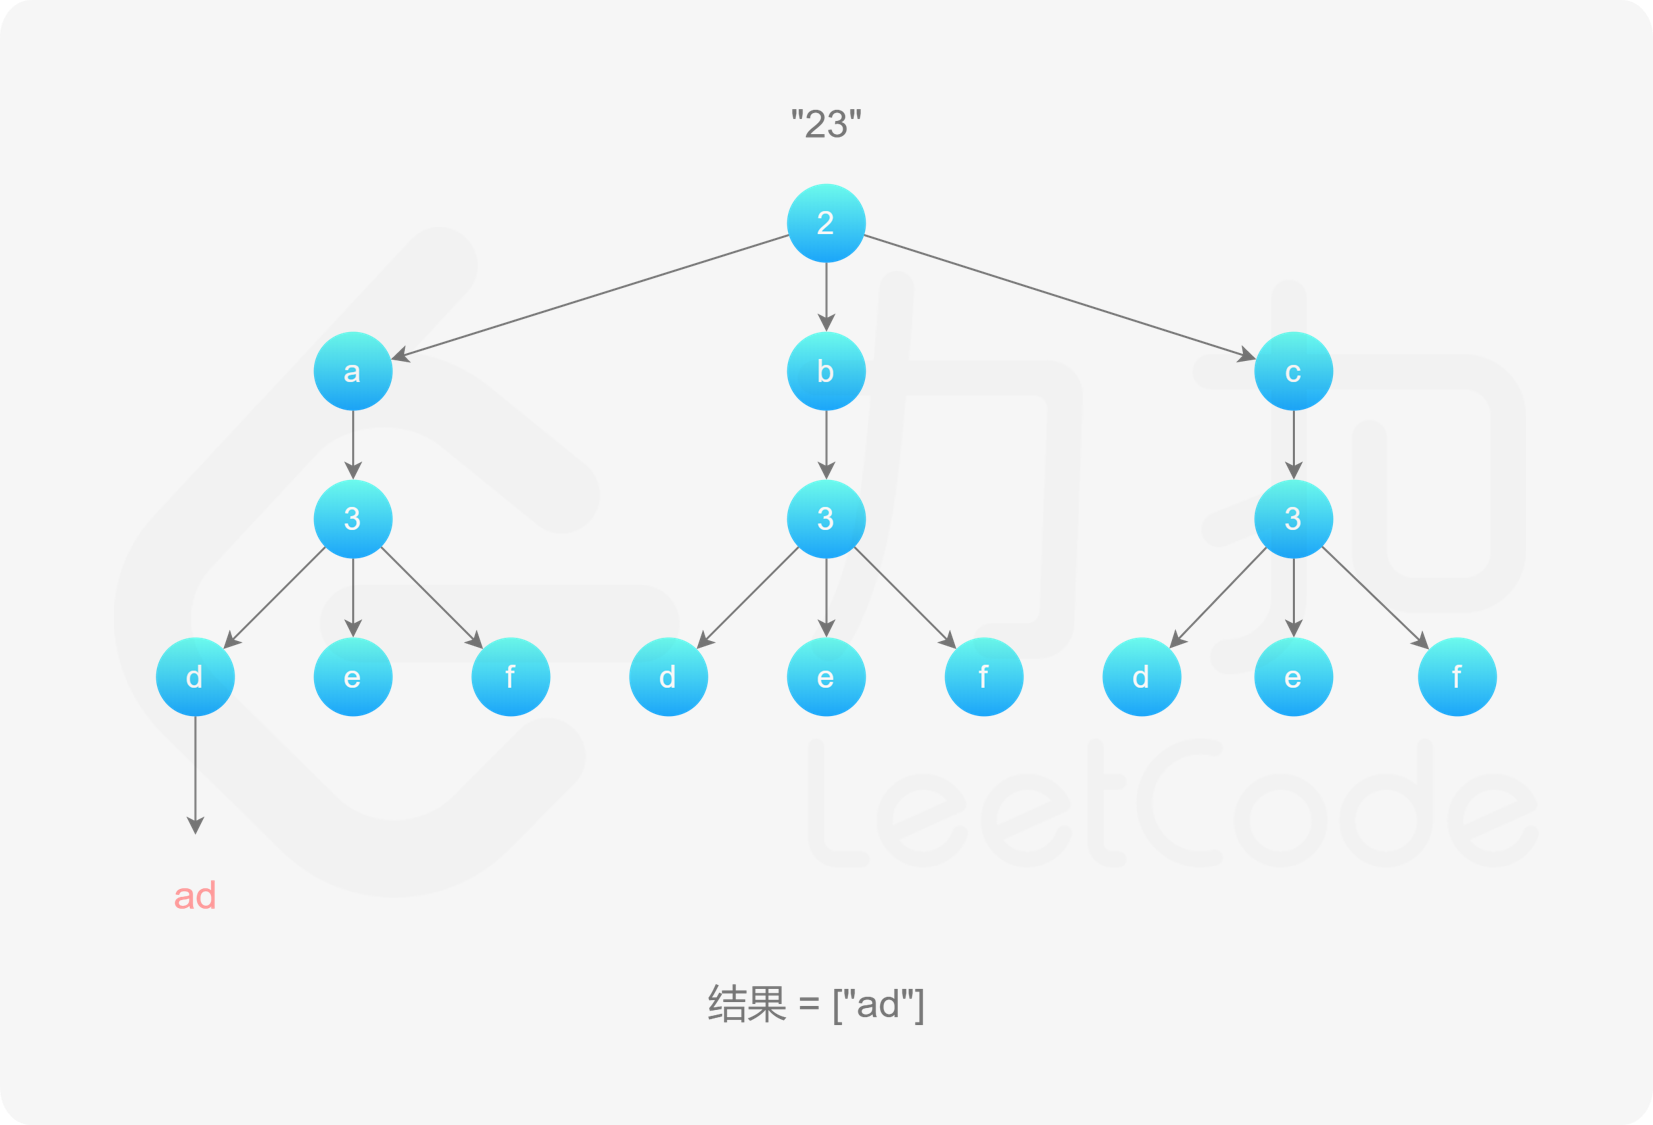 "23"
2
a b c
3 3 3
d e f d e f d e f
力扣
LeetCode
ad
结果 = ["ad"]